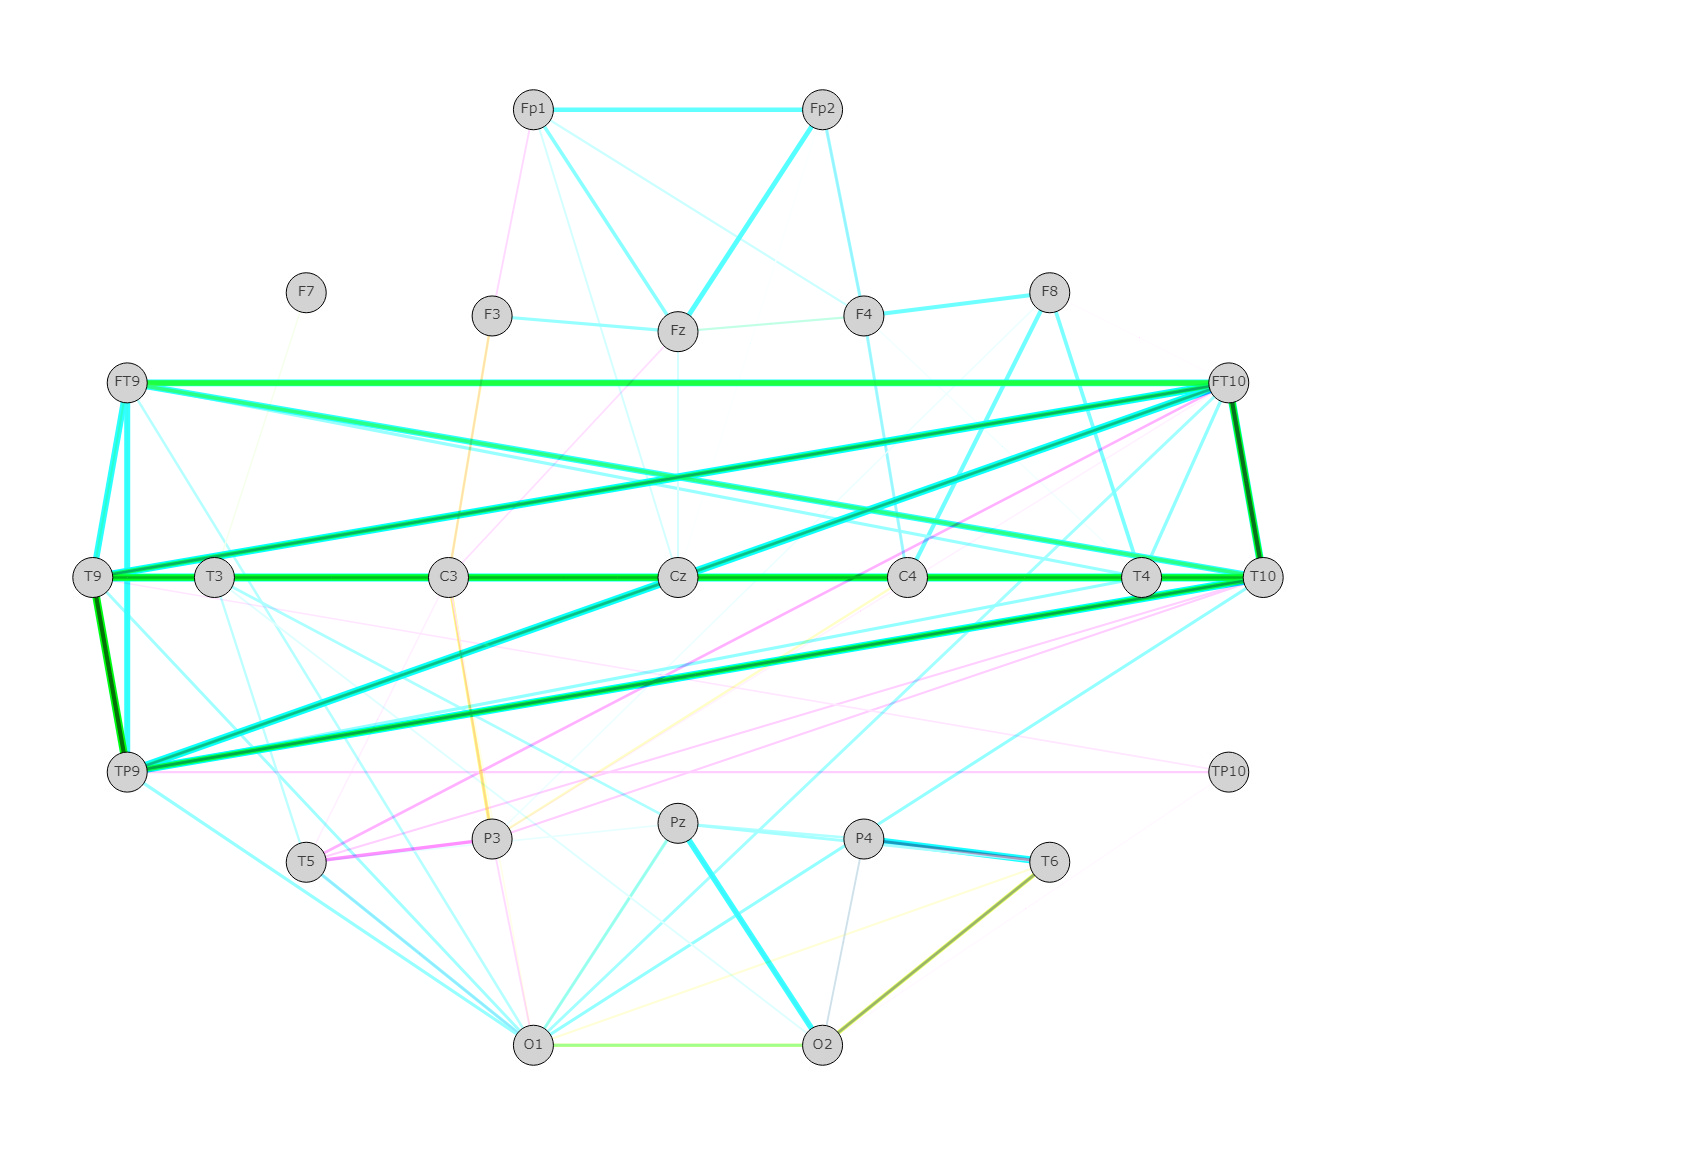 Fp1 Fp2
F7 F3 Fz F4 F8
FT9 FT10
T9 T3 C3 Cz C4 T4 T10
TP9 TP10
T5 P3 Pz P4 T6
O1 O2